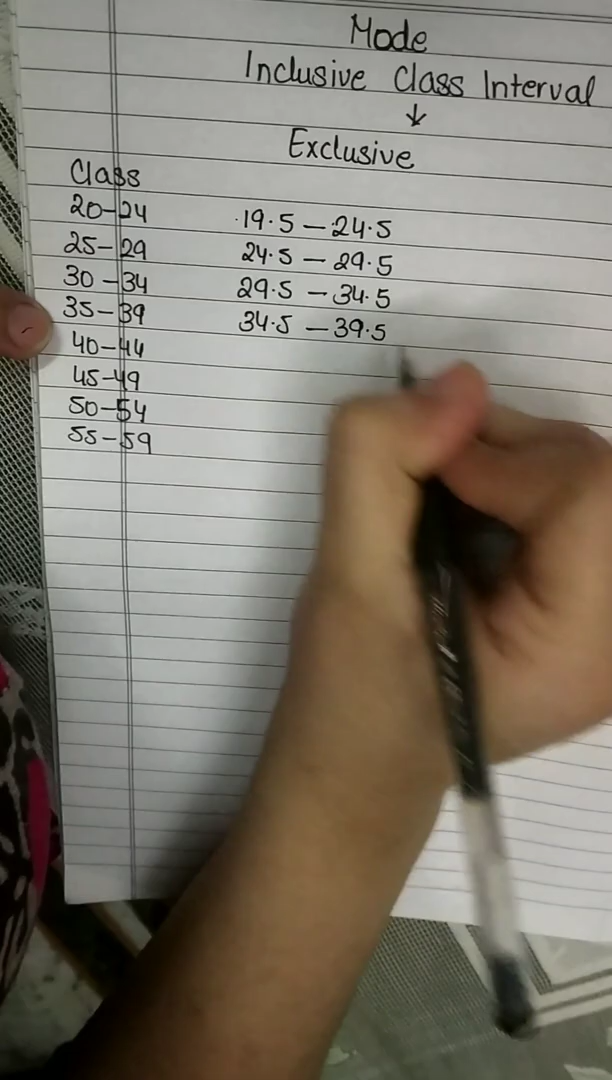 Mode
Inclusive Class Interval
↓
Exclusive
Class
20-24 19.5 - 24.5
25-29 24.5 - 29.5
30-34 29.5 - 34.5
35-39 34.5 - 39.5
40-44
45-49
50-54
55-59